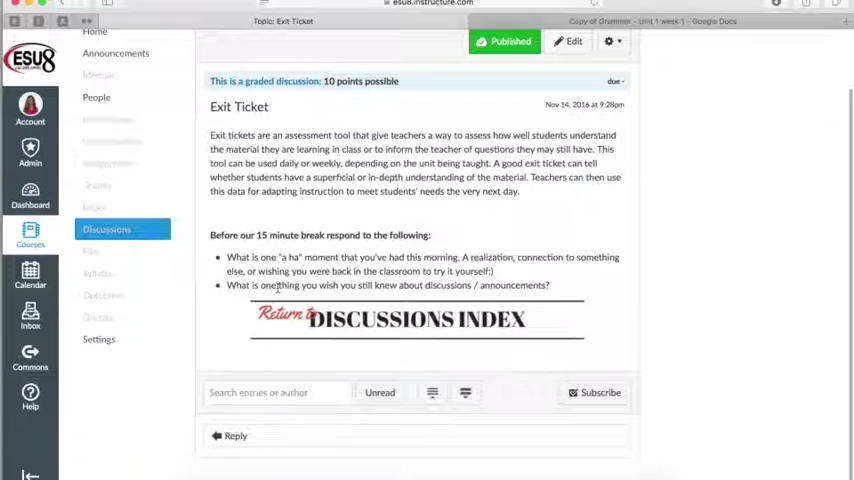 esu8.instructure.com
Topic: Exit Ticket
Copy of Grammar - Unit 1 week 1 - Google Docs
ESU8
Account
Admin
Dashboard
Courses
Calendar
Inbox
Commons
Help
Home
Announcements
Modules
People
Pages
Discussions
Files
Syllabus
Outcomes
Settings
Published
Edit
This is a graded discussion: 10 points possible
due -
Exit Ticket
Nov 14, 2016 at 9:28pm
Exit tickets are an assessment tool that give teachers a way to assess how well students understand
the material they are learning in class or to inform the teacher of questions they may still have. This
tool can be used daily or weekly, depending on the unit being taught. A good exit ticket can tell
whether students have a superficial or in-depth understanding of the material. Teachers can then use
this data for adapting instruction to meet students' needs the very next day.
Before our 15 minute break respond to the following:
What is one "a ha" moment that you've had this morning. A realization, connection to something
else, or wishing you were back in the classroom to try it yourself:)
What is one thing you wish you still knew about discussions / announcements?
Return to DISCUSSIONS INDEX
Search entries or author
Unread
Subscribe
Reply